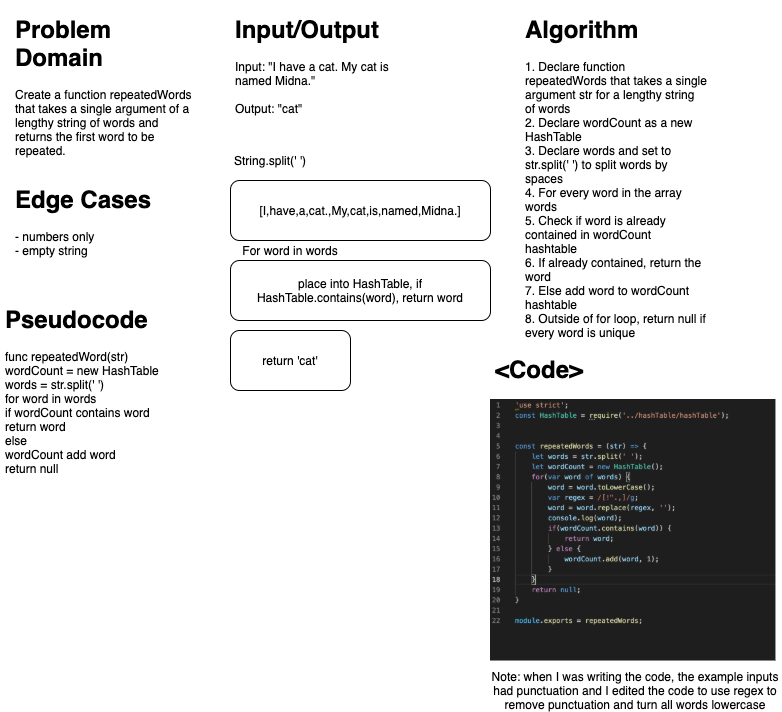 Problem
Domain
Create a function repeatedWords
that takes a single argument of a
lengthy string of words and
returns the first word to be
repeated.
Edge Cases
- numbers only
- empty string
Pseudocode
func repeatedWord(str)
wordCount = new HashTable
words = str.split(' ')
for word in words
if wordCount contains word
return word
else
wordCount add word
return null
Input/Output
Input: "I have a cat. My cat is
named Midna."
Output: "cat"
String.split(' ')
[I,have,a,cat.,My,cat,is,named,Midna.]
For word in words
place into HashTable, if
HashTable.contains(word), return word
return 'cat'
Algorithm
1. Declare function
repeatedWords that takes a single
argument str for a lengthy string
of words
2. Declare wordCount as a new
HashTable
3. Declare words and set to
str.split(' ') to split words by
spaces
4. For every word in the array
words
5. Check if word is already
contained in wordCount
hashtable
6. If already contained, return the
word
7. Else add word to wordCount
hashtable
8. Outside of for loop, return null if
every word is unique
<Code>
1 'use strict';
2 const HashTable = require('../hashTable/hashTable');
3
4
5 const repeatedWords = (str) => {
6 let words = str.split(' ');
7 let wordCount = new HashTable();
8 for(var word of words) {
9 word = word.toLowerCase();
10 var regex = /[!".,]/g;
11 word = word.replace(regex, '');
12 console.log(word);
13 if(wordCount.contains(word)) {
14 return word;
15 } else {
16 wordCount.add(word, 1);
17 }
18 }
19 return null;
20 }
21
22 module.exports = repeatedWords;
Note: when I was writing the code, the example inputs
had punctuation and I edited the code to use regex to
remove punctuation and turn all words lowercase